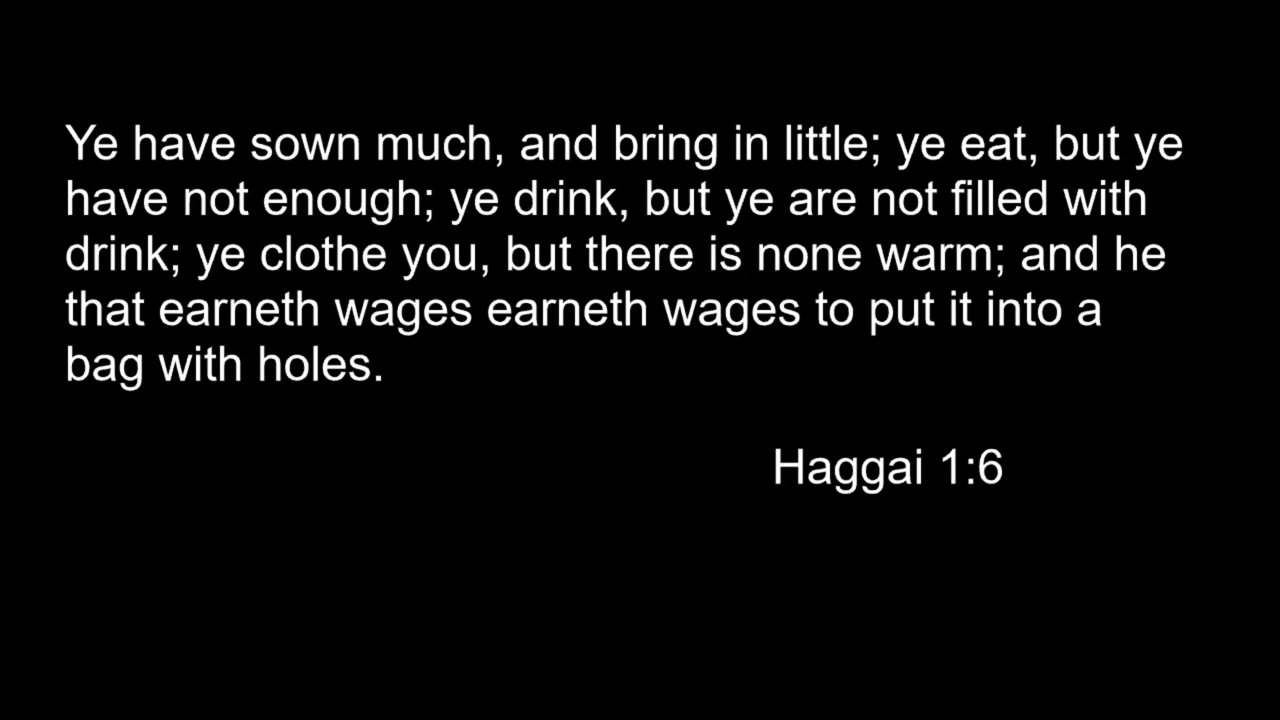 Ye have sown much, and bring in little; ye eat, but ye
have not enough; ye drink, but ye are not filled with
drink; ye clothe you, but there is none warm; and he
that earneth wages earneth wages to put it into a
bag with holes.
Haggai 1:6